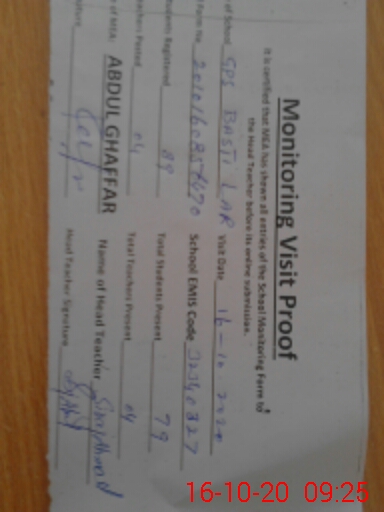 Monitoring Visit Proof
It is certified that MEA has shown all entries of the School Monitoring Form to
the Head Teacher before its online submission.
of School GPS BASTI LAR Visit Date 16-10 2020
Form No School EMIS Code 32340327
Students Registered 89 Total Students Present 79
Teachers Posted 04 Total Teachers Present 04
of MEA ABDUL GHAFFAR Name of Head Teacher
Head Teacher Signature
16-10-20 09:25